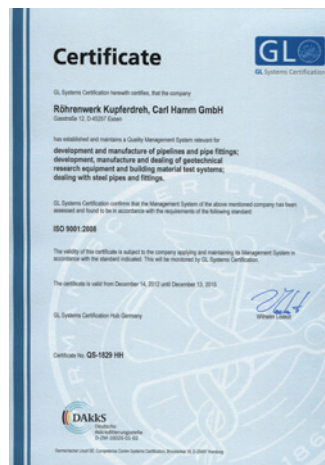 Certificate
GL
GL Systems Certification
GL Systems Certification herewith certifies, that the company
Röhrenwerk Kupferdreh, Carl Hamm GmbH
Gasstraße 12, D-45257 Essen
has established and maintains a Quality Management System relevant for
development and manufacture of pipelines and pipe fittings;
development, manufacture and dealing of geotechnical
research equipment and building material test systems;
dealing with steel pipes and fittings.
GL Systems Certification confirms that the Management System of the above mentioned company has been
assessed and found to be in accordance with the requirements of the following standard:
ISO 9001:2008
The validity of this certificate is subject to the company applying and maintaining its Management System in
accordance with the standard indicated. This will be monitored by GL Systems Certification.
The certificate is valid from December 14, 2012 until December 13, 2015
GL Systems Certification Hub Germany
Wilhelm
Certificate No. QS-1829 HH
DAkkS
Deutsche
Akkreditierungsstelle